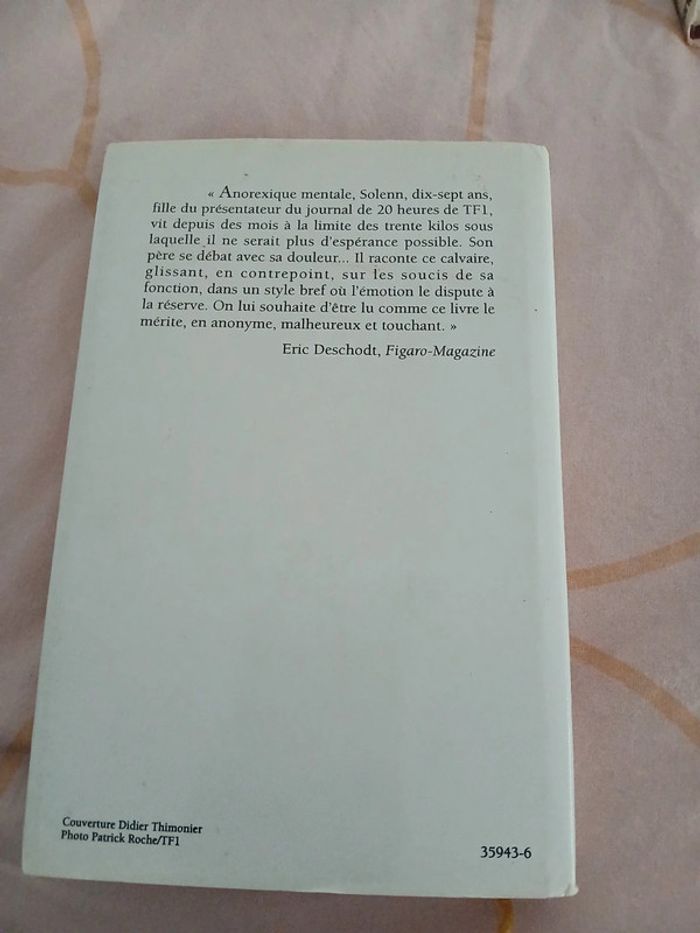 « Anorexique mentale, Solenn, dix-sept ans,
fille du présentateur du journal de 20 heures de TF1,
vit depuis des mois à la limite des trente kilos sous
laquelle il ne serait plus d'espérance possible. Son
père se débat avec sa douleur... Il raconte ce calvaire,
glissant, en contrepoint, sur les soucis de sa
fonction, dans un style bref où l'émotion le dispute à
la réserve. On lui souhaite d'être lu comme ce livre le
mérite, en anonyme, malheureux et touchant. »
Eric Deschodt, Figaro-Magazine
Couverture Didier Thimonier
Photo Patrick Roche/TF1
35943-6